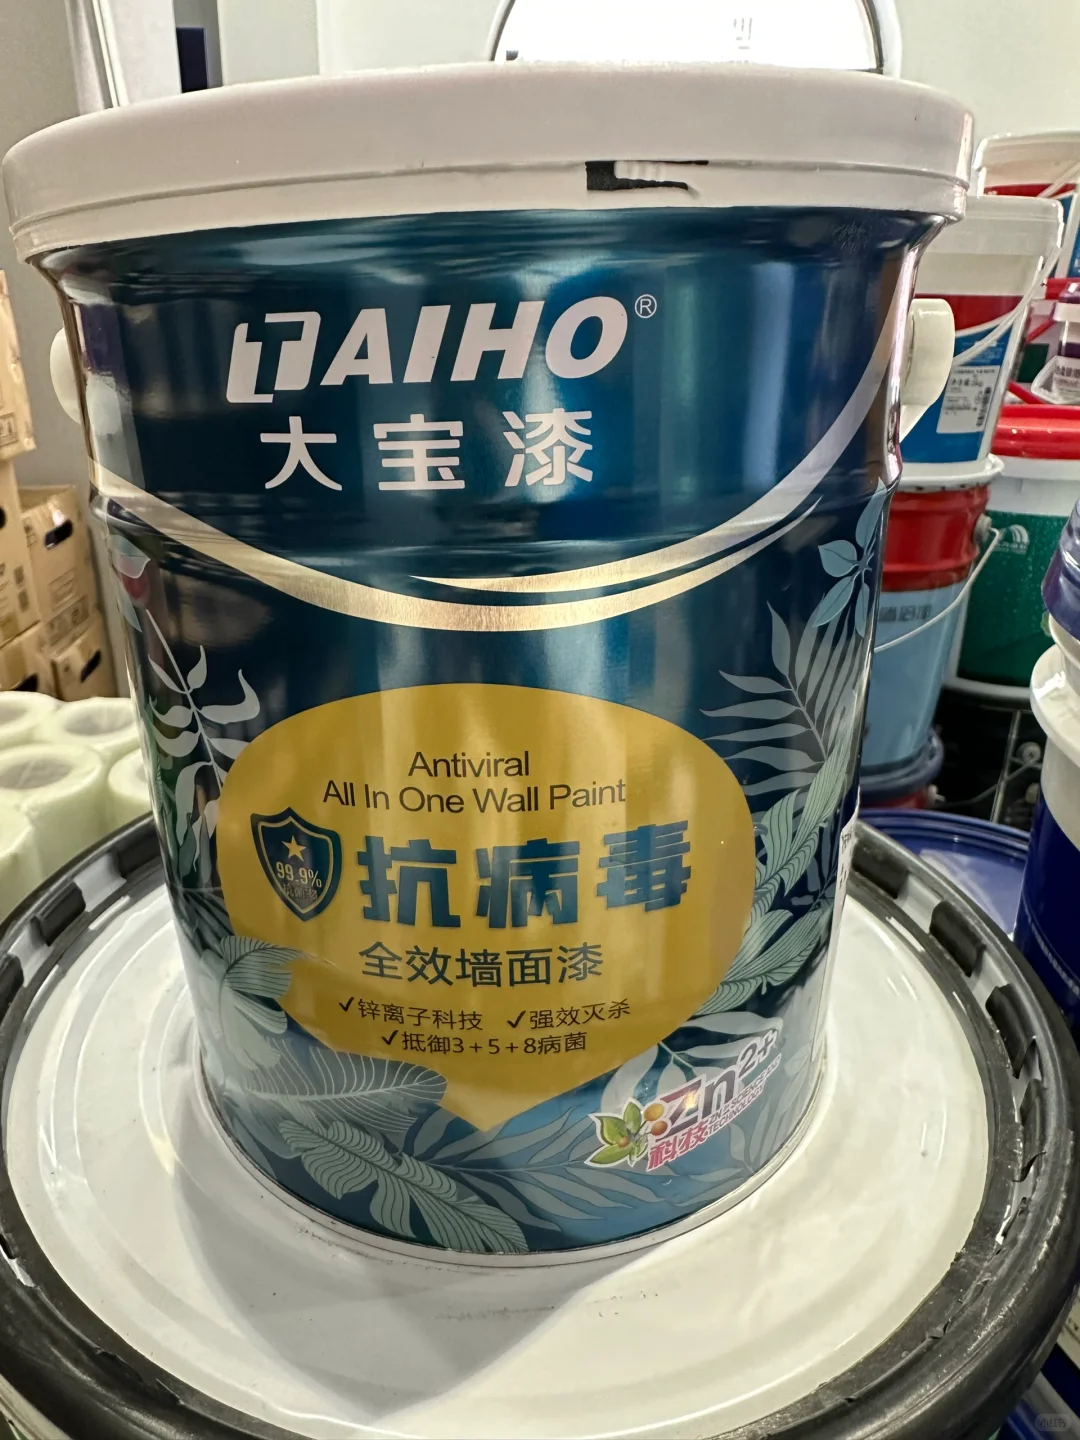 DAIHO®
大宝漆
Antiviral
All In One Wall Paint
99.9%
抗病毒
全效墙面漆
✓锌离子科技 ✓强效灭杀
✓抵御3+5+8病菌
Zn2+
科技
TECHNOLOGY